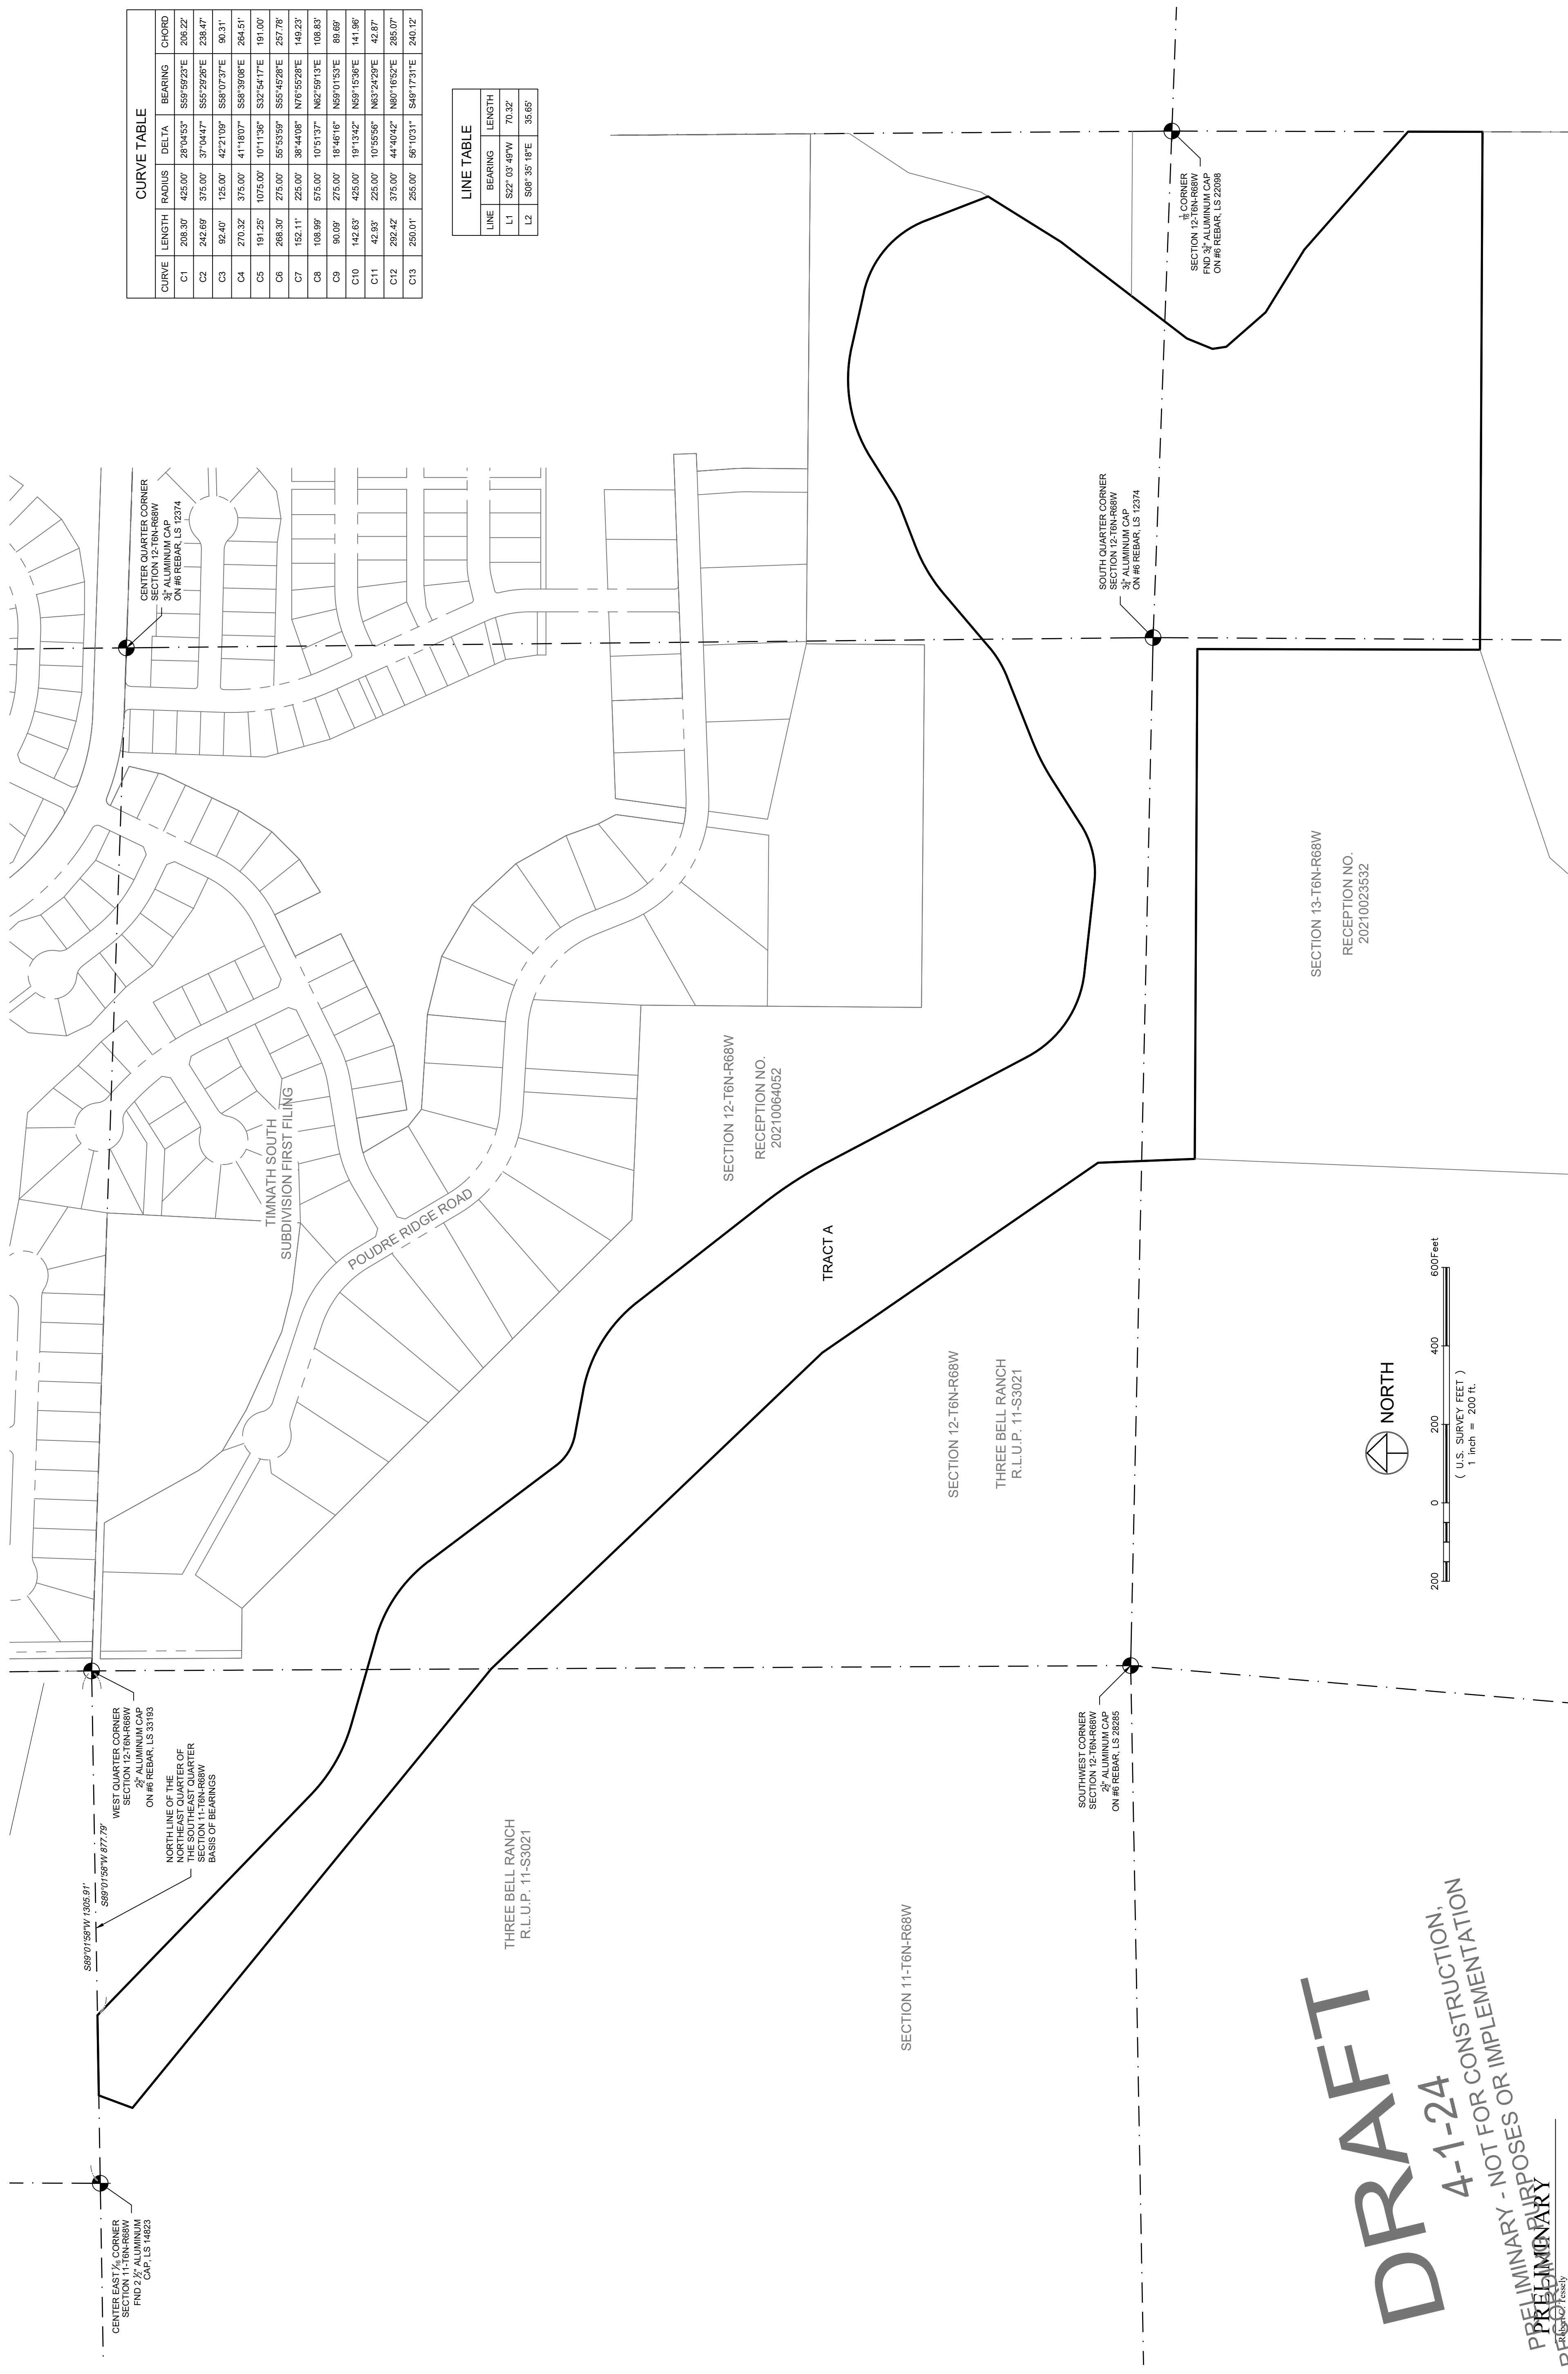 CURVE TABLE
CURVE LENGTH RADIUS DELTA BEARING CHORD
C1 208.30' 425.00' 28°04'53" S59°59'23"E 206.22'
C2 242.69' 375.00' 37°04'47" S55°29'26"E 238.47'
C3 92.40' 125.00' 42°21'09" S58°07'37"E 90.31'
C4 270.32' 375.00' 41°18'07" S58°39'08"E 264.51'
C5 191.25' 1075.00' 10°11'36" S32°54'17"E 191.00'
C6 268.30' 275.00' 55°53'59" S55°45'28"E 257.78'
C7 152.11' 225.00' 38°44'08" N76°55'28"E 149.23'
C8 108.99' 575.00' 10°51'37" N62°59'13"E 108.83'
C9 90.09' 275.00' 18°46'16" N59°01'53"E 89.69'
C10 142.63' 425.00' 19°13'42" N59°15'36"E 141.96'
C11 42.93' 225.00' 10°55'56" N63°24'29"E 42.87'
C12 292.42' 375.00' 44°40'42" N80°16'52"E 285.07'
C13 250.01' 255.00' 56°10'31" S49°17'31"E 240.12'
LINE TABLE
LINE BEARING LENGTH
L1 S22° 03' 49"W 70.32'
L2 S08° 35' 18"E 35.65'
CENTER QUARTER CORNER
SECTION 12-T6N-R68W
3¼" ALUMINUM CAP
ON #6 REBAR, LS 12374
1/16 CORNER
SECTION 12-T6N-R68W
FND 3¼" ALUMINUM CAP
ON #6 REBAR, LS 22098
SOUTH QUARTER CORNER
SECTION 12-T6N-R68W
3¼" ALUMINUM CAP
ON #6 REBAR, LS 12374
TIMNATH SOUTH
SUBDIVISION FIRST FILING
POUDRE RIDGE ROAD
SECTION 12-T6N-R68W
RECEPTION NO.
20210064052
SECTION 13-T6N-R68W
RECEPTION NO.
20210023532
TRACT A
SECTION 12-T6N-R68W
THREE BELL RANCH
R.L.U.P. 11-S3021
NORTH
200 0 200 400 600Feet
( U.S. SURVEY FEET )
1 inch = 200 ft.
WEST QUARTER CORNER
SECTION 12-T6N-R68W
2½" ALUMINUM CAP
ON #6 REBAR, LS 33193
S89°01'58"W 1305.91'
S89°01'58"W 877.79'
NORTH LINE OF THE
NORTHEAST QUARTER OF
THE SOUTHEAST QUARTER
SECTION 11-T6N-R68W
BASIS OF BEARINGS
SOUTHWEST CORNER
SECTION 12-T6N-R68W
2½" ALUMINUM CAP
ON #6 REBAR, LS 28285
THREE BELL RANCH
R.L.U.P. 11-S3021
SECTION 11-T6N-R68W
CENTER EAST 1/16 CORNER
SECTION 11-T6N-R68W
FND 2 ½" ALUMINUM
CAP, LS 14823
DRAFT
4-1-24
PRELIMINARY - NOT FOR CONSTRUCTION,
PURPOSES OR IMPLEMENTATION
PRELIMINARY